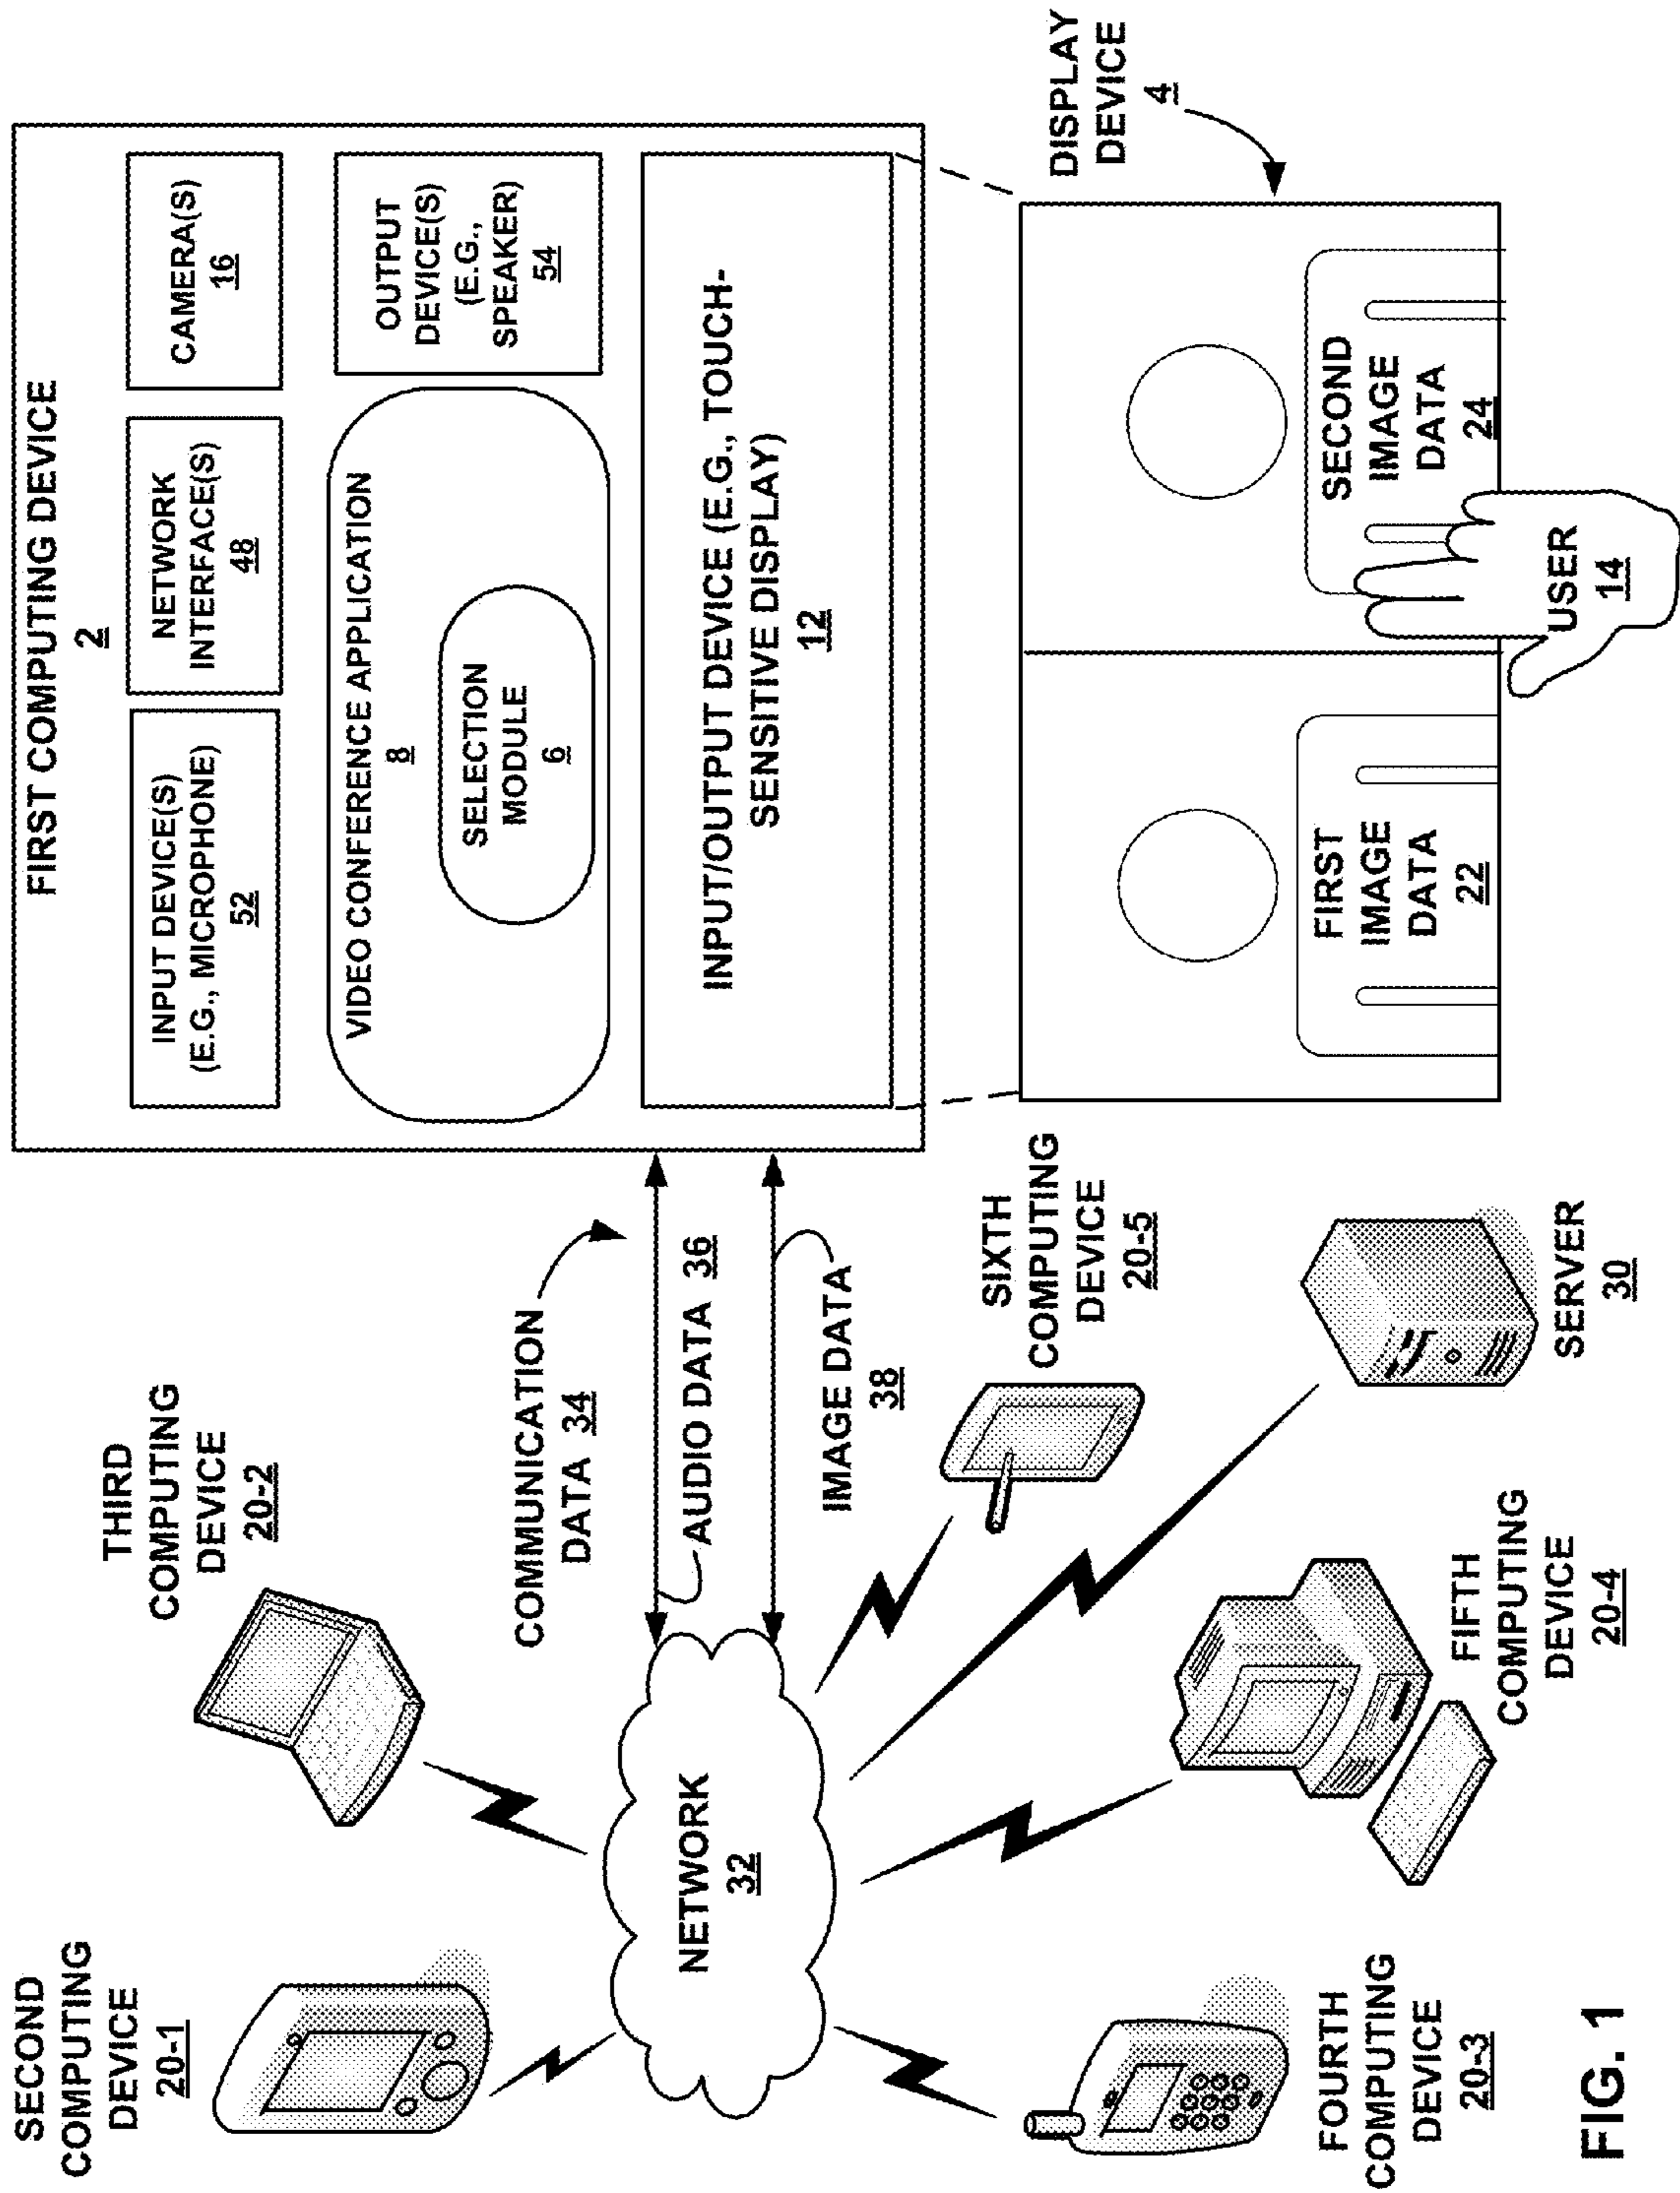 SECOND
COMPUTING
DEVICE
20-1
THIRD
COMPUTING
DEVICE
20-2
FIRST COMPUTING DEVICE
2
INPUT DEVICE(S)
(E.G., MICROPHONE)
52
NETWORK
INTERFACE(S)
48
CAMERA(S)
16
VIDEO CONFERENCE APPLICATION
8
SELECTION
MODULE
6
OUTPUT
DEVICE(S)
(E.G.,
SPEAKER)
54
INPUT/OUTPUT DEVICE (E.G., TOUCH-
SENSITIVE DISPLAY)
12
COMMUNICATION
DATA 34
AUDIO DATA 36
IMAGE DATA
38
NETWORK
32
SIXTH
COMPUTING
DEVICE
20-5
DISPLAY
DEVICE
4
FIRST
IMAGE
DATA
22
SECOND
IMAGE
DATA
24
USER
14
FOURTH
COMPUTING
DEVICE
20-3
FIFTH
COMPUTING
DEVICE
20-4
SERVER
30
FIG. 1